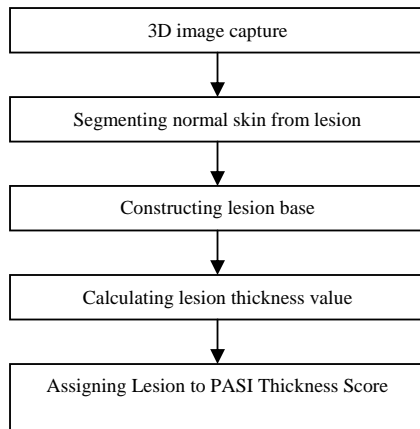 3D image capture
Segmenting normal skin from lesion
Constructing lesion base
Calculating lesion thickness value
Assigning Lesion to PASI Thickness Score